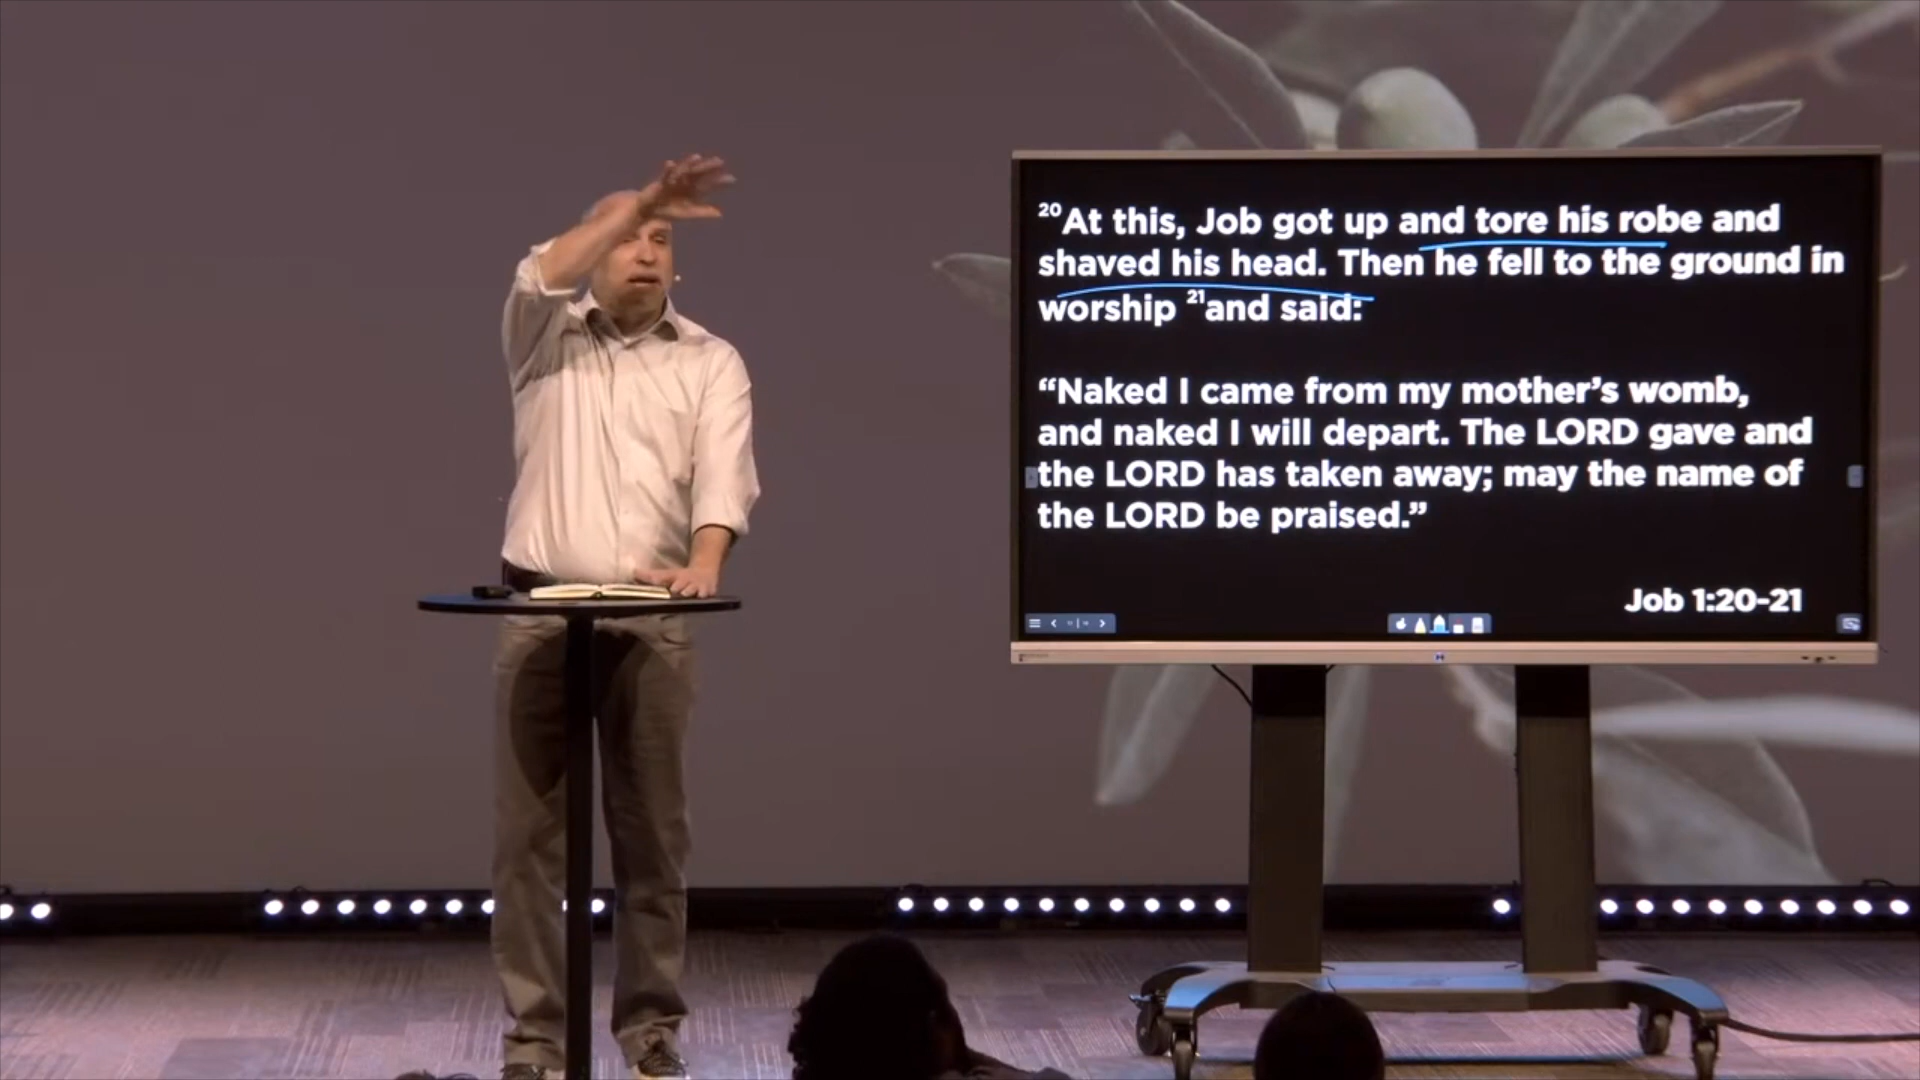 20At this, Job got up and tore his robe and
shaved his head. Then he fell to the ground in
worship 21and said:
“Naked I came from my mother’s womb,
and naked I will depart. The LORD gave and
the LORD has taken away; may the name of
the LORD be praised.”
Job 1:20-21